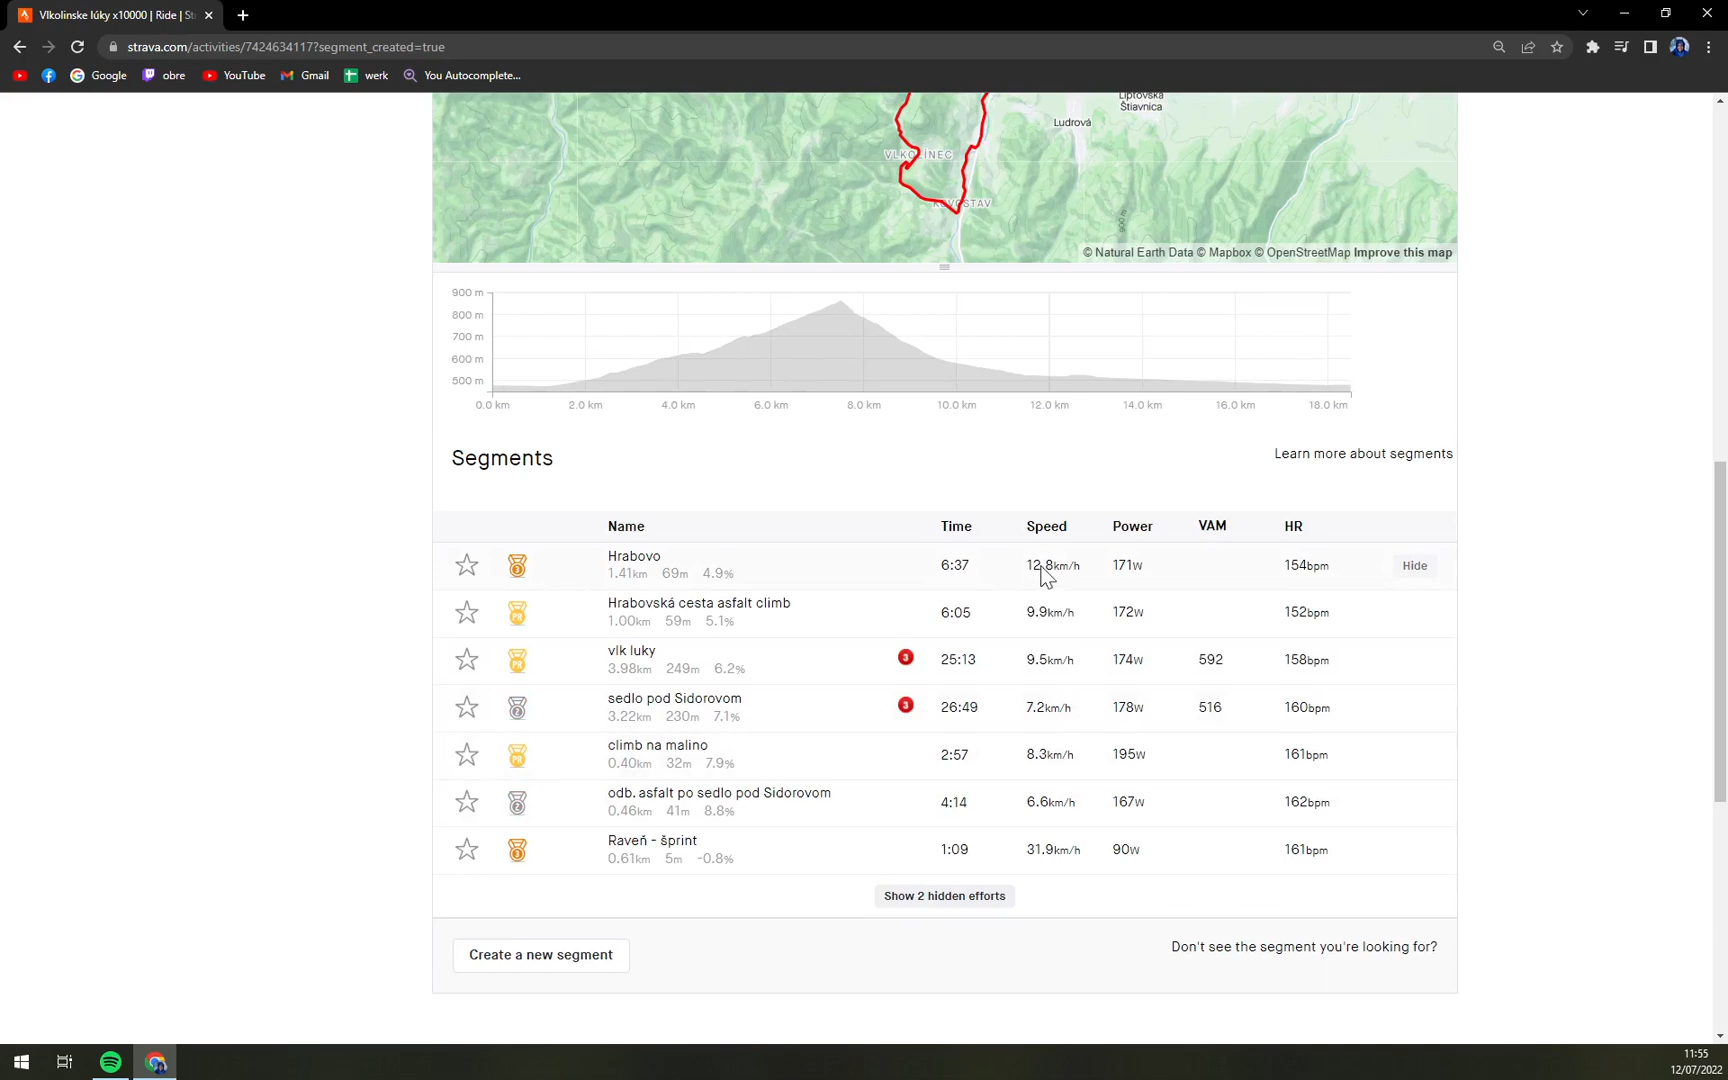 Vlkolinske lúky x10000 | Ride | St
strava.com/activities/7424634117?segment_created=true
Google
obre
YouTube
Gmail
werk
You Autocomplete...
LIPTOVSKÁ
ŠTIAVNICA
LUDROVÁ
VLKOLÍNEC
KOVOSTAV
900 m
© Natural Earth Data © Mapbox © OpenStreetMap Improve this map
900 m
800 m
700 m
600 m
500 m
0.0 km 2.0 km 4.0 km 6.0 km 8.0 km 10.0 km 12.0 km 14.0 km 16.0 km 18.0 km
Segments
Learn more about segments
Name Time Speed Power VAM HR
3 Hrabovo 6:37 12.8km/h 171W 154bpm Hide
1.41km 69m 4.9%
PR Hrabovská cesta asfalt climb 6:05 9.9km/h 172W 152bpm
1.00km 59m 5.1%
PR vlk luky 3 25:13 9.5km/h 174W 592 158bpm
3.98km 249m 6.2%
2 sedlo pod Sidorovom 3 26:49 7.2km/h 178W 516 160bpm
3.22km 230m 7.1%
PR climb na malino 2:57 8.3km/h 195W 161bpm
0.40km 32m 7.9%
2 odb. asfalt po sedlo pod Sidorovom 4:14 6.6km/h 167W 162bpm
0.46km 41m 8.8%
3 Raveň - šprint 1:09 31.9km/h 90W 161bpm
0.61km 5m -0.8%
Show 2 hidden efforts
Create a new segment
Don't see the segment you're looking for?
11:55
12/07/2022